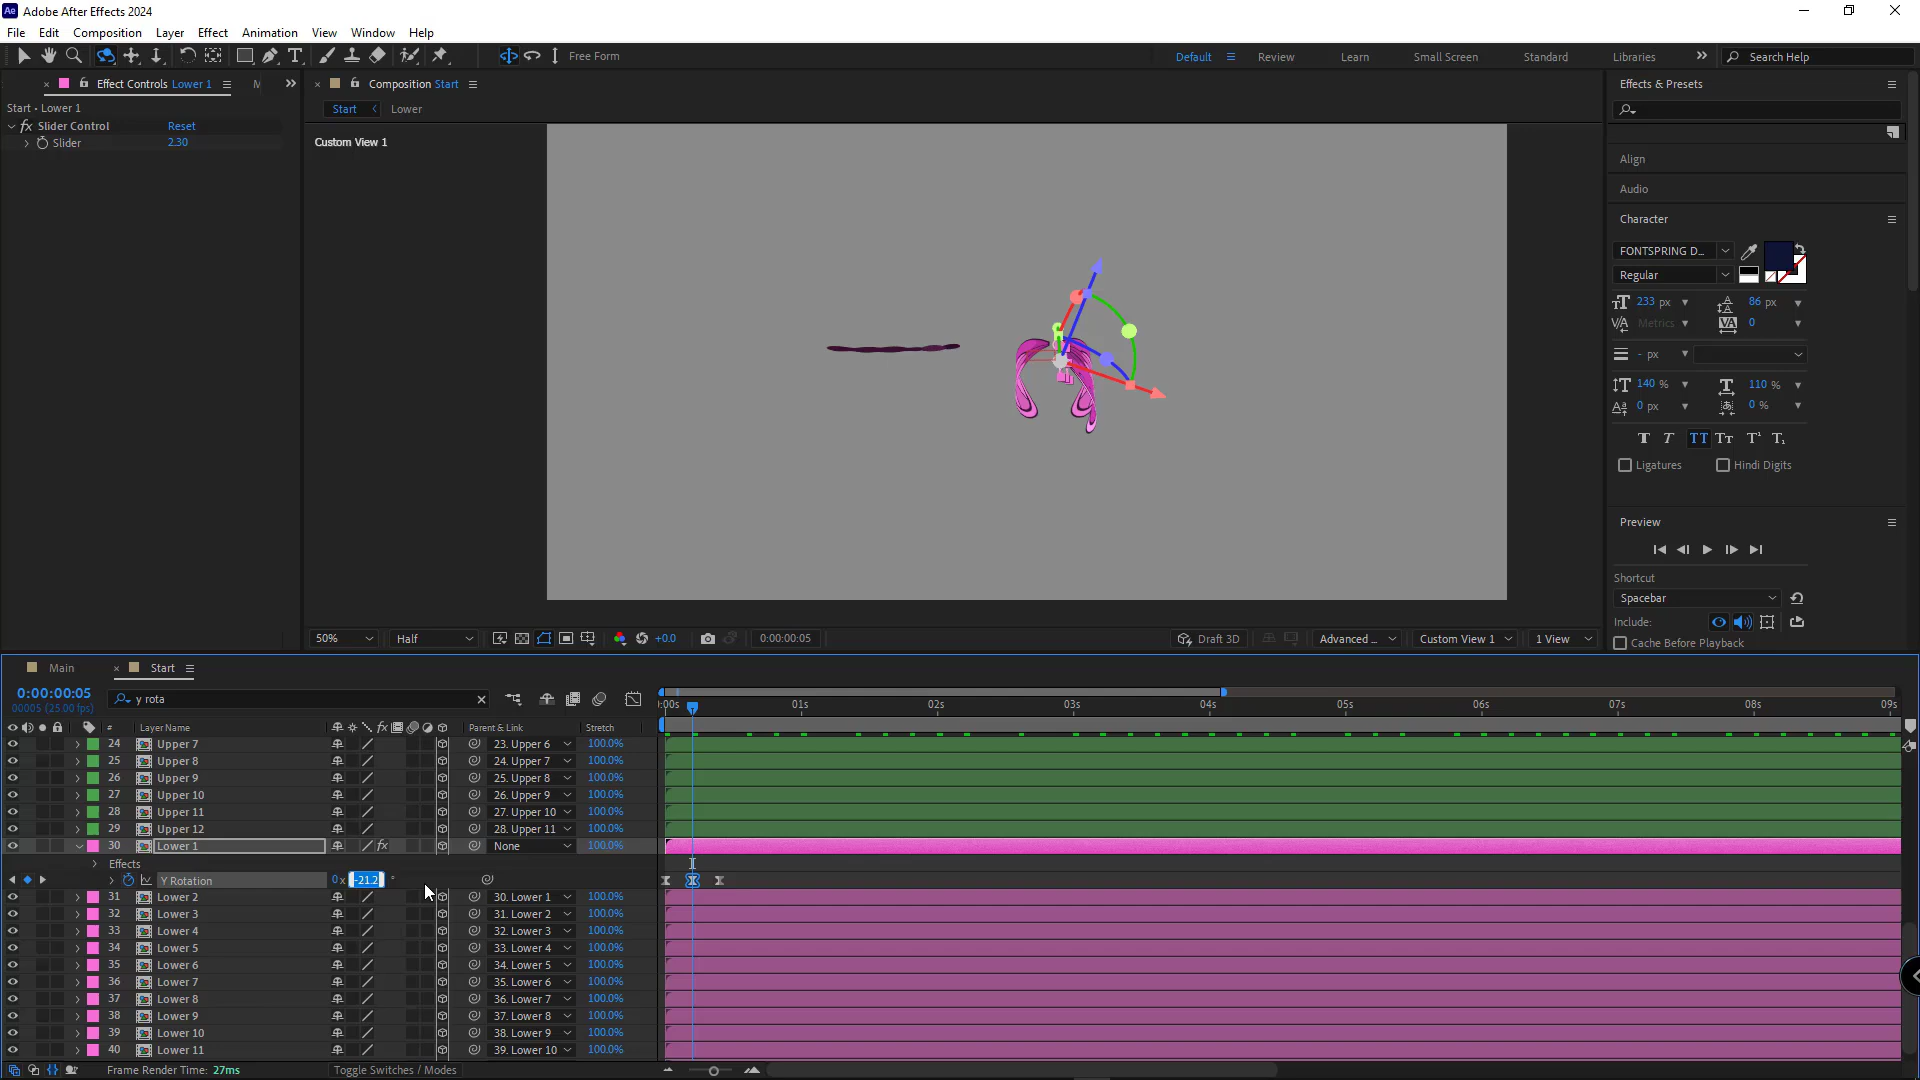 Ae Adobe After Effects 2024
File Edit Composition Layer Effect Animation View Window Help
Free Form
Default Review Learn Small Screen Standard Libraries Search Help
Effect Controls Lower 1
Composition Start
Effects & Presets
Start • Lower 1
Start Lower
fx Slider Control Reset
Slider 2.30
Custom View 1
Align
Audio
Character
FONTSPRING D...
Regular
233 px 86 px
Metrics 0
- px
140 % 110 %
0 px 0 %
Ligatures Hindi Digits
Preview
Shortcut
Spacebar
Include:
Cache Before Playback
50% Half +0.0 0:00:00:05 Draft 3D Advanced ... Custom View 1 1 View
Main Start
0:00:00:05
00005 (25.00 fps)
y rota
:00s 01s 02s 03s 04s 05s 06s 07s 08s 09s
# Layer Name fx Parent & Link Stretch
24 Upper 7 23. Upper 6 100.0%
25 Upper 8 24. Upper 7 100.0%
26 Upper 9 25. Upper 8 100.0%
27 Upper 10 26. Upper 9 100.0%
28 Upper 11 27. Upper 10 100.0%
29 Upper 12 28. Upper 11 100.0%
30 Lower 1 fx None 100.0%
Effects
Y Rotation 0x -21.2 °
31 Lower 2 30. Lower 1 100.0%
32 Lower 3 31. Lower 2 100.0%
33 Lower 4 32. Lower 3 100.0%
34 Lower 5 33. Lower 4 100.0%
35 Lower 6 34. Lower 5 100.0%
36 Lower 7 35. Lower 6 100.0%
37 Lower 8 36. Lower 7 100.0%
38 Lower 9 37. Lower 8 100.0%
39 Lower 10 38. Lower 9 100.0%
40 Lower 11 39. Lower 10 100.0%
Frame Render Time: 27ms Toggle Switches / Modes